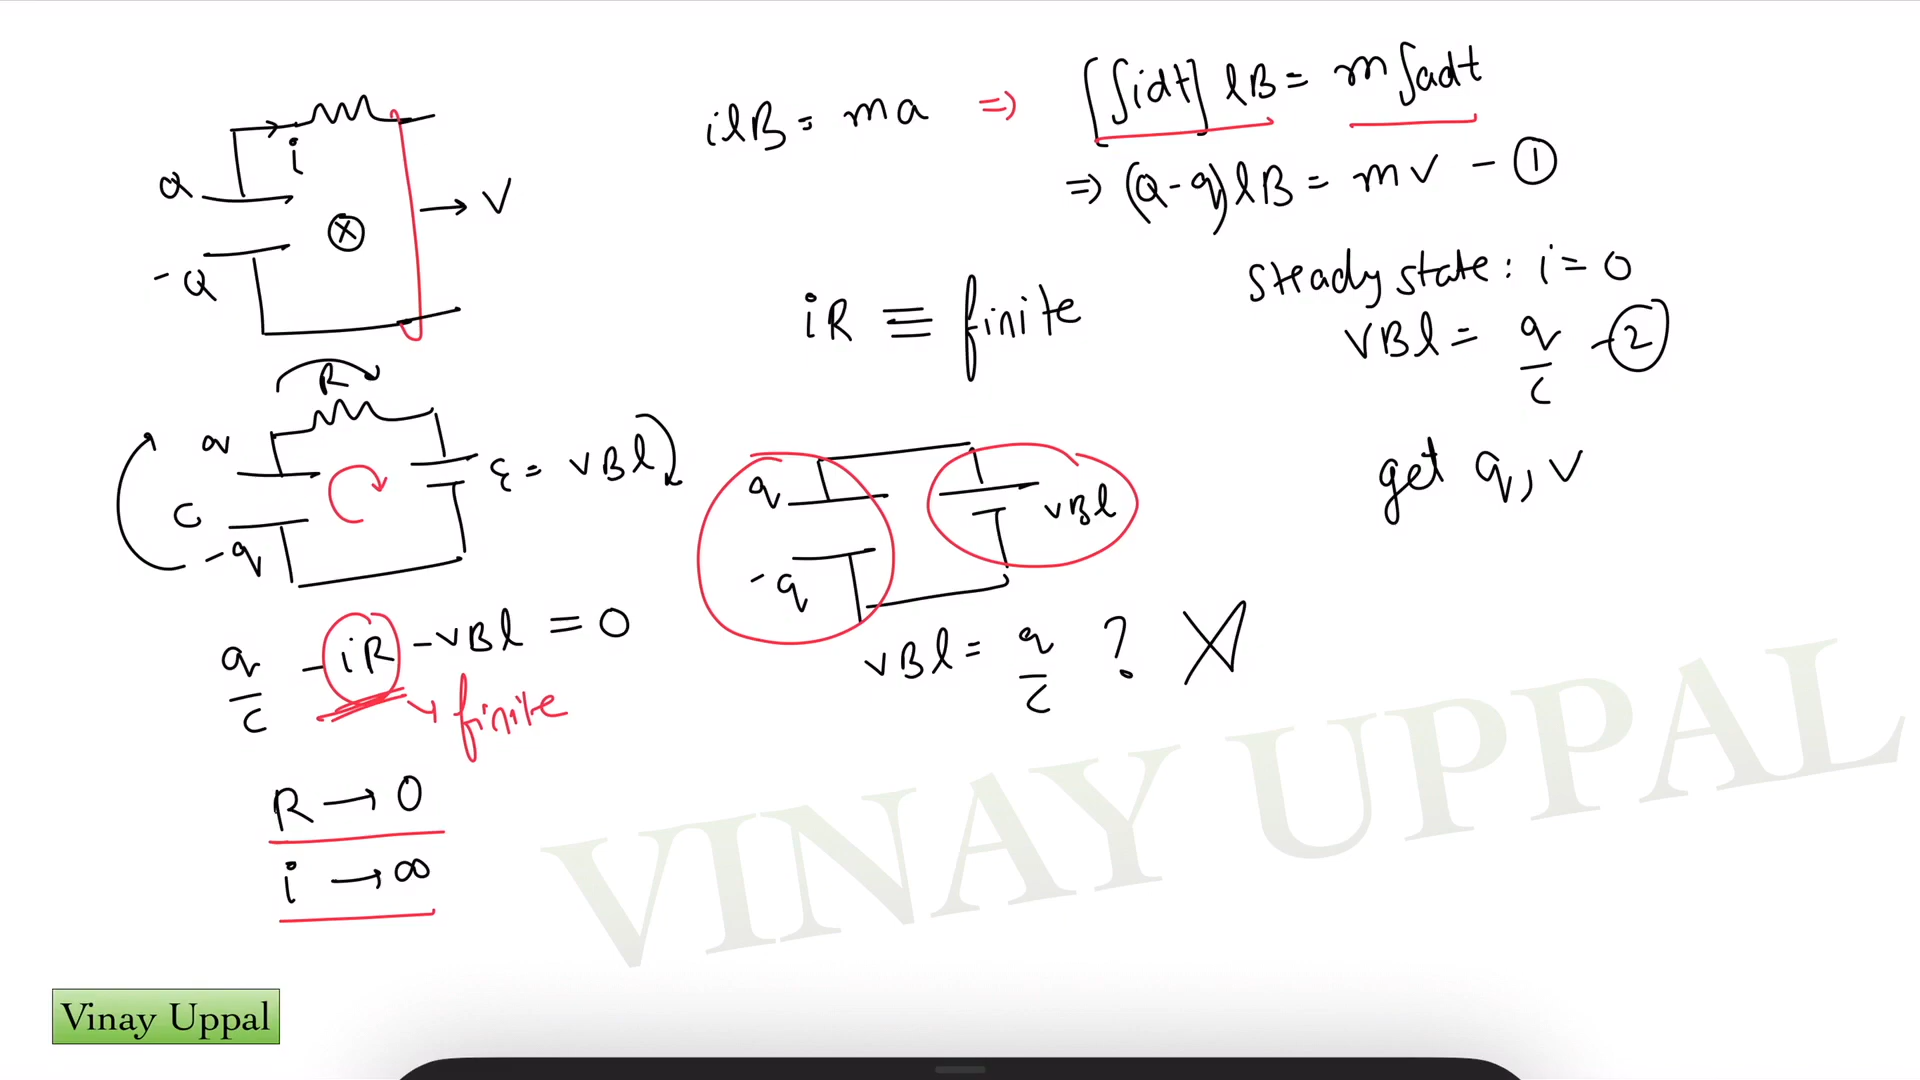 i
Q
-Q
⊗
→ V
ilB = ma ⇒ [∫idt] lB = m∫adt
⇒ (Q-q)lB = mv - ①
Steady state: i = 0
vBl = q/c - ②
get q, v
iR ≡ finite
R
q
C
-q
ε = vBl
q/c - iR - vBl = 0
finite
R → 0
i → ∞
q
-q
vBl
vBl = q/c ?
VINAY UPPAL
Vinay Uppal